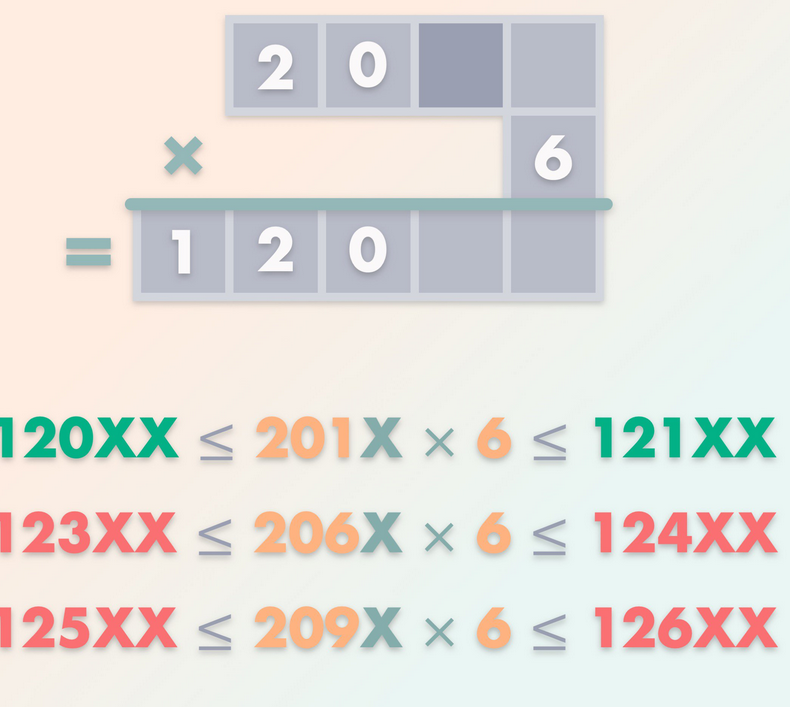 2 0
× 6
= 1 2 0
120XX ≤ 201X × 6 ≤ 121XX
123XX ≤ 206X × 6 ≤ 124XX
125XX ≤ 209X × 6 ≤ 126XX